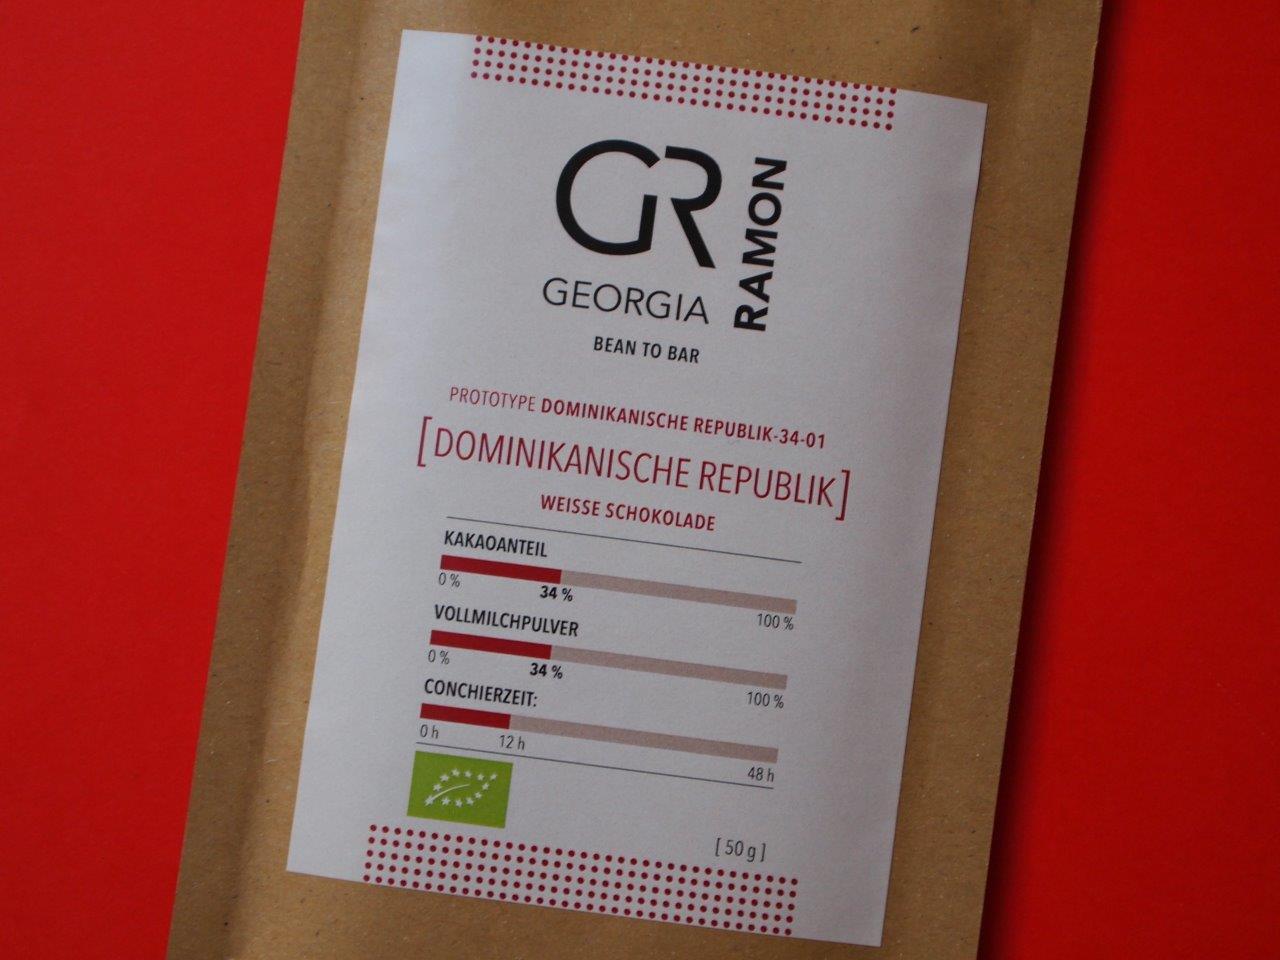 GR
GEORGIA
RAMON
BEAN TO BAR
PROTOTYPE DOMINIKANISCHE REPUBLIK-34-01
[DOMINIKANISCHE REPUBLIK]
WEISSE SCHOKOLADE
KAKAOANTEIL
0 % 34 % 100 %
VOLLMILCHPULVER
0 % 34 % 100 %
CONCHIERZEIT:
0 h 12 h 48 h
[ 50 g ]